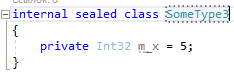 internal sealed class SomeType3
{
    private Int32 m_x = 5;
}